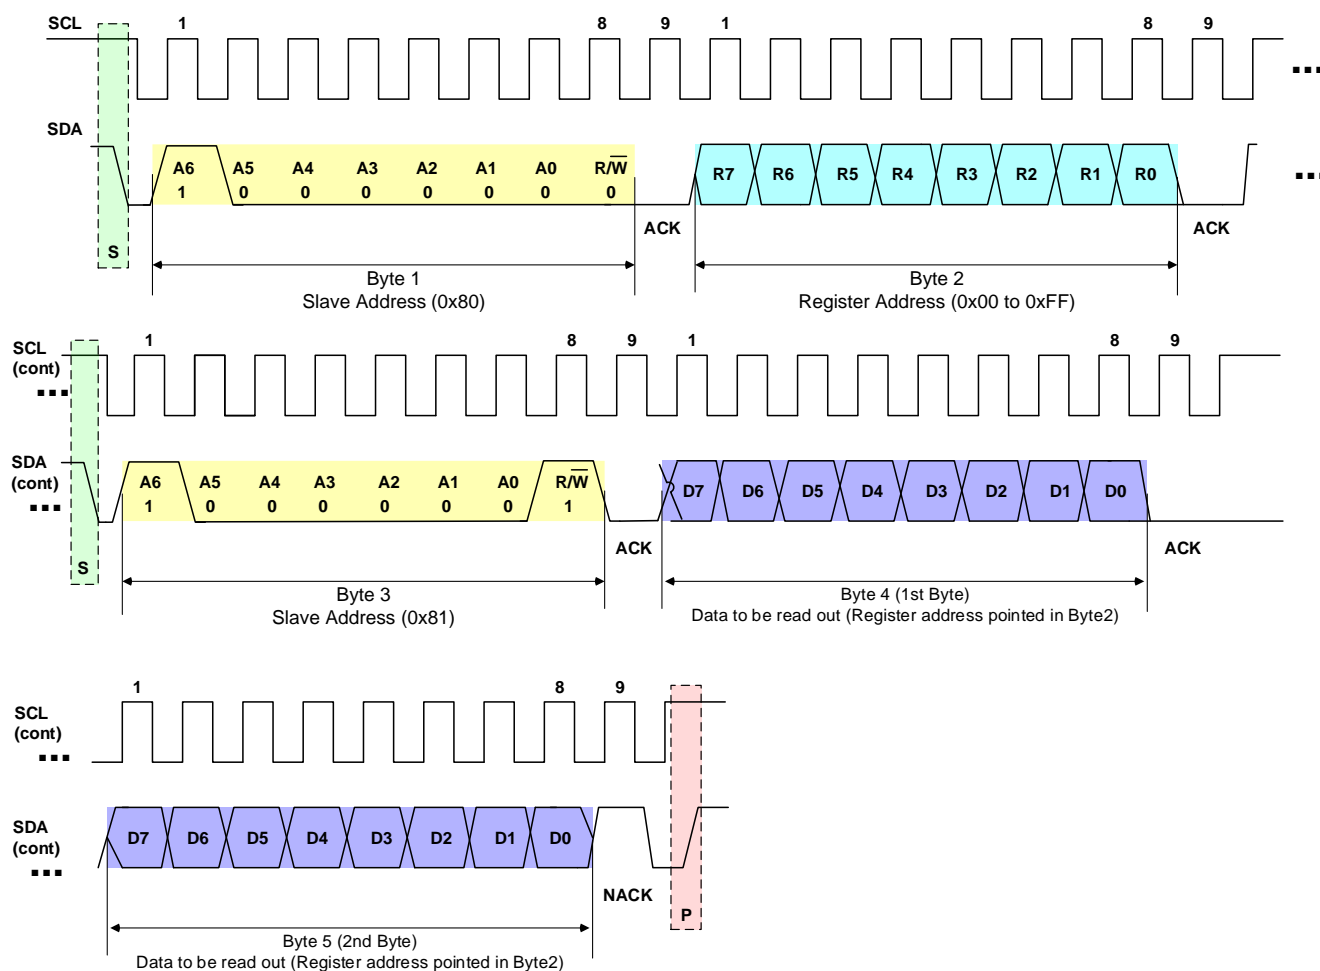 SCL 1 8 9 1 8 9
...
SDA
A6 A5 A4 A3 A2 A1 A0 R/W̅ R7 R6 R5 R4 R3 R2 R1 R0
1 0 0 0 0 0 0 0
...
S ACK ACK
Byte 1 Byte 2
Slave Address (0x80) Register Address (0x00 to 0xFF)
SCL 1 8 9 1 8 9
(cont)
...
SDA
(cont)
A6 A5 A4 A3 A2 A1 A0 R/W̅ D7 D6 D5 D4 D3 D2 D1 D0
1 0 0 0 0 0 0 1
...
S ACK ACK
Byte 3 Byte 4 (1st Byte)
Slave Address (0x81) Data to be read out (Register address pointed in Byte2)
1 8 9
SCL
(cont)
...
SDA
(cont)
D7 D6 D5 D4 D3 D2 D1 D0
...
NACK P
Byte 5 (2nd Byte)
Data to be read out (Register address pointed in Byte2)